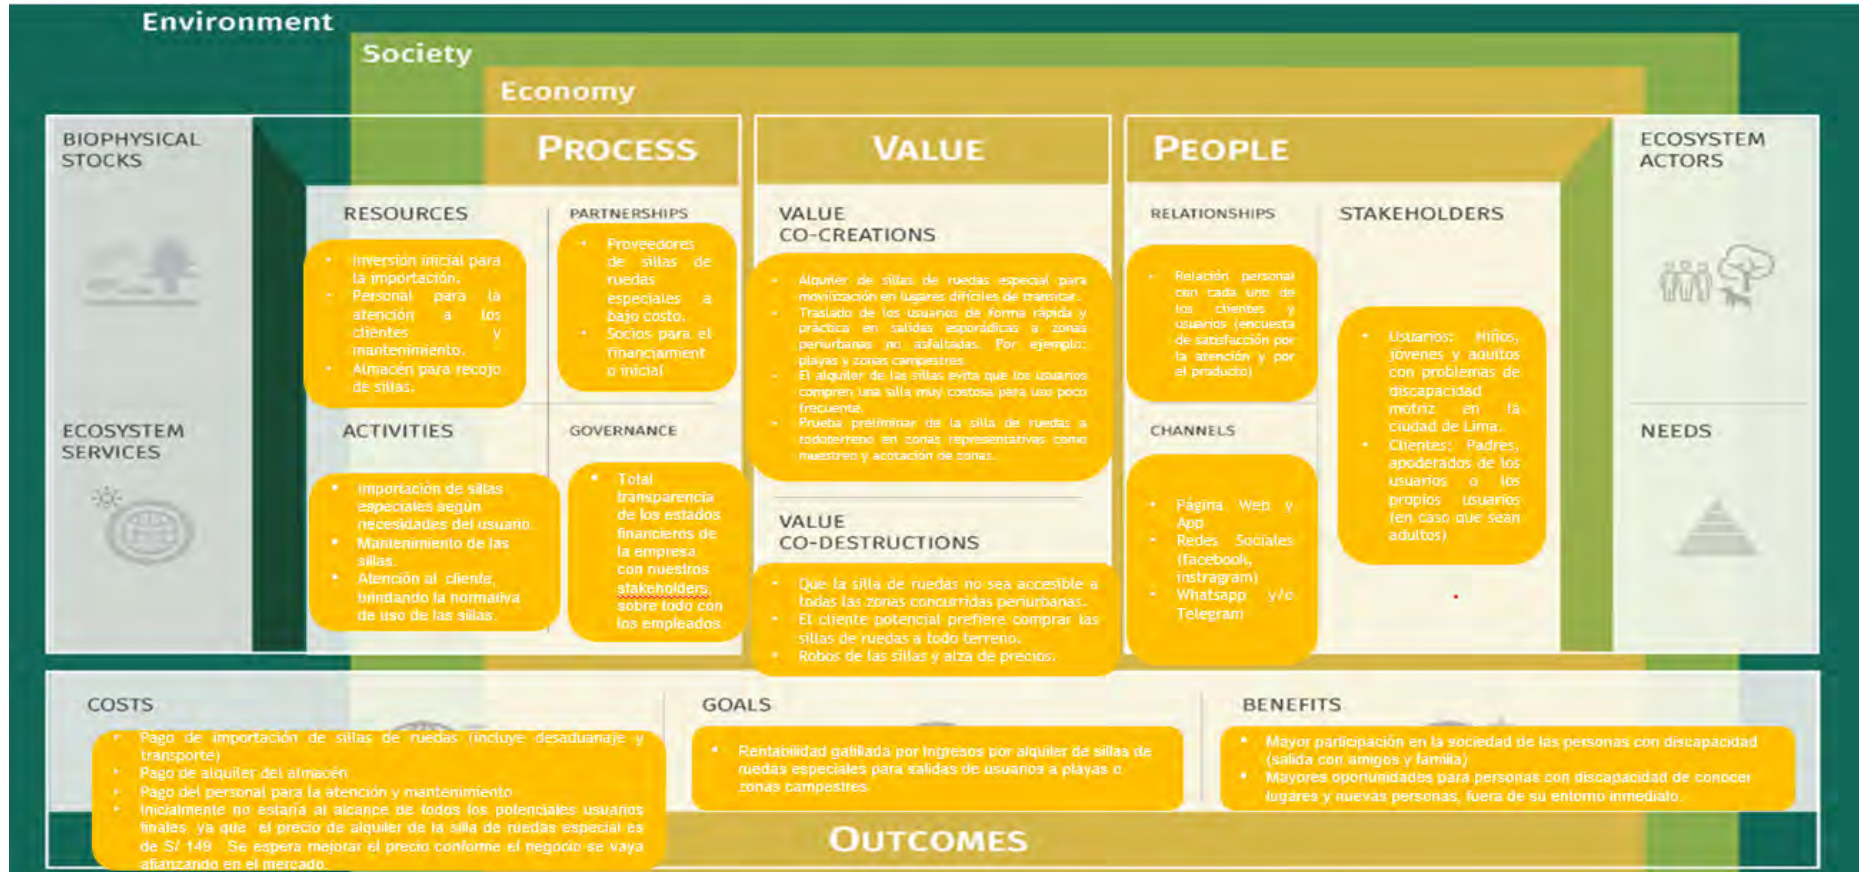 Environment
Society
Economy
BIOPHYSICAL
STOCKS
ECOSYSTEM
SERVICES
PROCESS
RESOURCES
• Inversión inicial para
la importación.
• Personal para la
atención a los
clientes y
mantenimiento.
• Almacén para recojo
de sillas.
PARTNERSHIPS
• Proveedores
de sillas de
ruedas
especiales a
bajo costo.
• Socios para el
financiament
o inicial
ACTIVITIES
• Importación de sillas
especiales según
necesidades del usuario.
• Mantenimiento de las
sillas.
• Atención al cliente,
brindando la normativa
de uso de las sillas.
GOVERNANCE
• Total
transparencia
de los estados
financieros de
la empresa
con nuestros
stakeholders,
sobre todo con
los empleados
VALUE
VALUE
CO-CREATIONS
• Alquiler de sillas de ruedas especial para
movilización en lugares difíciles de transitar.
• Traslado de los usuarios de forma rápida y
práctica en salidas esporádicas a zonas
periurbanas no asfaltadas. Por ejemplo:
playas y zonas campestres
• El alquiler de las sillas evita que los usuarios
compren una silla muy costosa para uso poco
frecuente.
• Prueba preliminar de la silla de ruedas a
todoterreno en zonas representativas como
muestreo y acotación de zonas.
VALUE
CO-DESTRUCTIONS
• Que la silla de ruedas no sea accesible a
todas las zonas concurridas periurbanas.
• El cliente potencial prefiere comprar las
sillas de ruedas a todo terreno.
• Robos de las sillas y alza de precios.
PEOPLE
RELATIONSHIPS
• Relación personal
con cada uno de
los clientes y
usuarios (encuesta
de satisfacción por
la atención y por
el producto)
CHANNELS
• Página Web y
App
• Redes Sociales
(facebook,
instragram)
• Whatsapp y/o
Telegram
STAKEHOLDERS
• Usuarios: Niños,
jóvenes y adultos
con problemas de
discapacidad
motriz en la
ciudad de Lima.
• Clientes: Padres,
apoderados de los
usuarios o los
propios usuarios
(en caso que sean
adultos)
ECOSYSTEM
ACTORS
NEEDS
COSTS
• Pago de importación de sillas de ruedas (incluye desaduanaje y
transporte)
• Pago de alquiler del almacén
• Pago del personal para la atención y mantenimiento
• Inicialmente no estaría al alcance de todos los potenciales usuarios
finales, ya que el precio de alquiler de la silla de ruedas especial es
de S/ 149. Se espera mejorar el precio conforme el negocio se vaya
afianzando en el mercado.
GOALS
• Rentabilidad gatillada por ingresos por alquiler de sillas de
ruedas especiales para salidas de usuarios a playas o
zonas campestres.
BENEFITS
• Mayor participación en la sociedad de las personas con discapacidad
(salida con amigos y familia)
• Mayores oportunidades para personas con discapacidad de conocer
lugares y nuevas personas, fuera de su entorno inmediato.
OUTCOMES